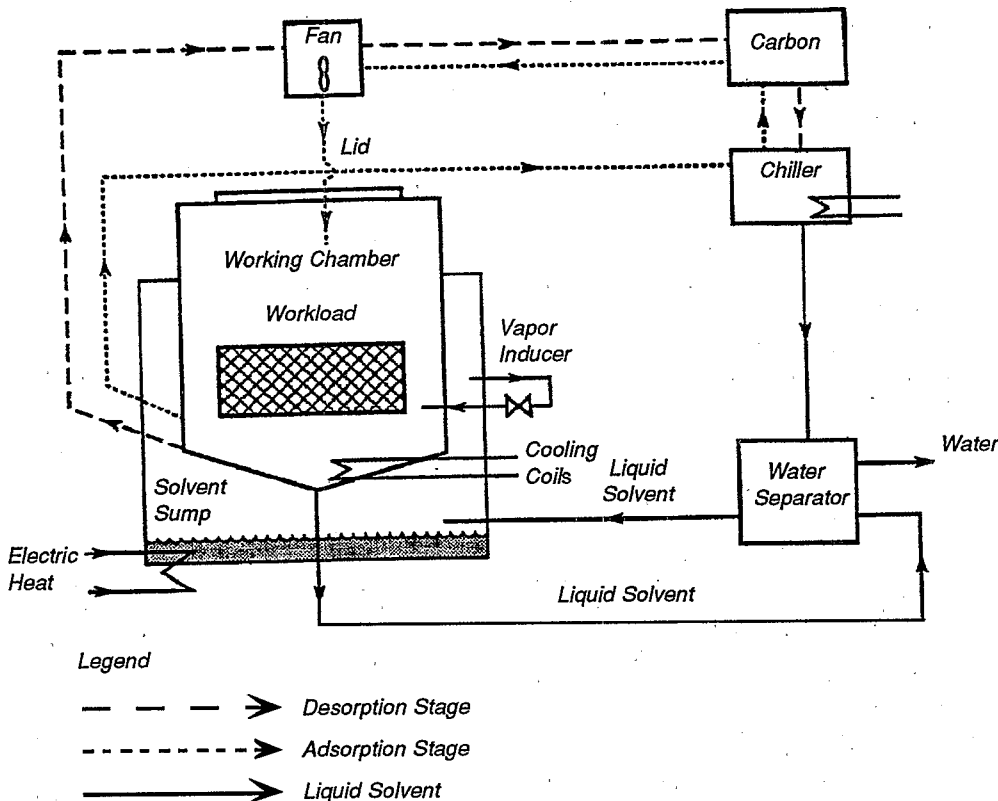 Fan
Carbon
Lid
Chiller
Working Chamber
Workload
Vapor
Inducer
Cooling
Coils
Solvent
Sump
Liquid
Solvent
Water
Separator
Water
Electric
Heat
Liquid Solvent
Legend
Desorption Stage
Adsorption Stage
Liquid Solvent